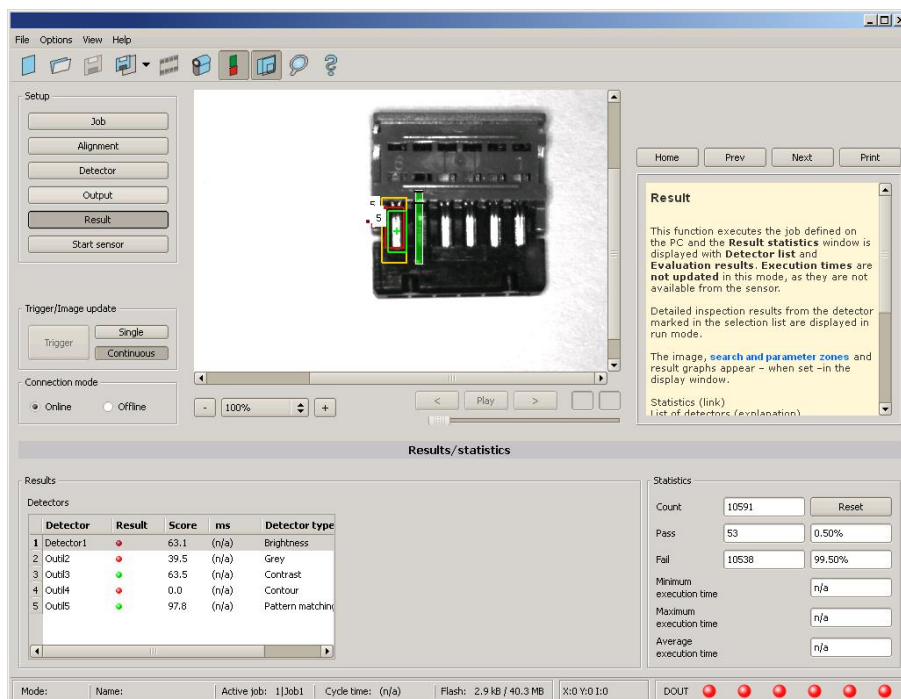 File Options View Help
Setup
Job
Alignment
Detector
Output
Result
Start sensor
Trigger/Image update
Trigger
Single
Continuous
Connection mode
Online Offline
5
- 100% +
< Play >
Home Prev Next Print
Result
This function executes the job defined on
the PC and the Result statistics window is
displayed with Detector list and
Evaluation results. Execution times are
not updated in this mode, as they are not
available from the sensor.
Detailed inspection results from the detector
marked in the selection list are displayed in
run mode.
The image, search and parameter zones and
result graphs appear – when set –in the
display window.
Statistics (link)
List of detectors (explanation)
Results/statistics
Results
Detectors
Detector Result Score ms Detector type
1 Detector1 63.1 (n/a) Brightness
2 Outil2 39.5 (n/a) Grey
3 Outil3 63.5 (n/a) Contrast
4 Outil4 0.0 (n/a) Contour
5 Outil5 97.8 (n/a) Pattern matching
Statistics
Count 10591 Reset
Pass 53 0.50%
Fail 10538 99.50%
Minimum
execution time n/a
Maximum
execution time n/a
Average
execution time n/a
Mode: Name: Active job: 1|Job1 Cycle time: (n/a) Flash: 2.9 kB / 40.3 MB X:0 Y:0 I:0 DOUT